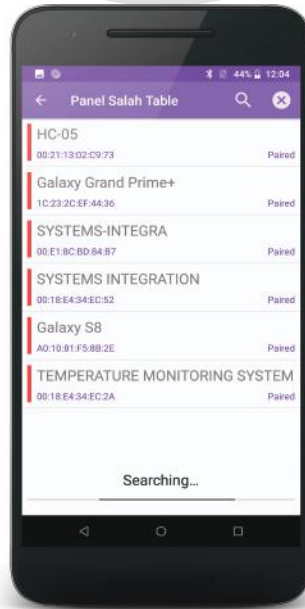 44% 12:04
Panel Salah Table
HC-05
00:21:13:02:C9:73 Paired
Galaxy Grand Prime+
1C:23:2C:EF:44:36 Paired
SYSTEMS-INTEGRA
00:E1:8C:BD:84:B7 Paired
SYSTEMS INTEGRATION
00:18:E4:34:EC:52 Paired
Galaxy S8
A0:10:81:F5:8B:2E Paired
TEMPERATURE MONITORING SYSTEM
00:18:E4:34:EC:2A Paired
Searching...